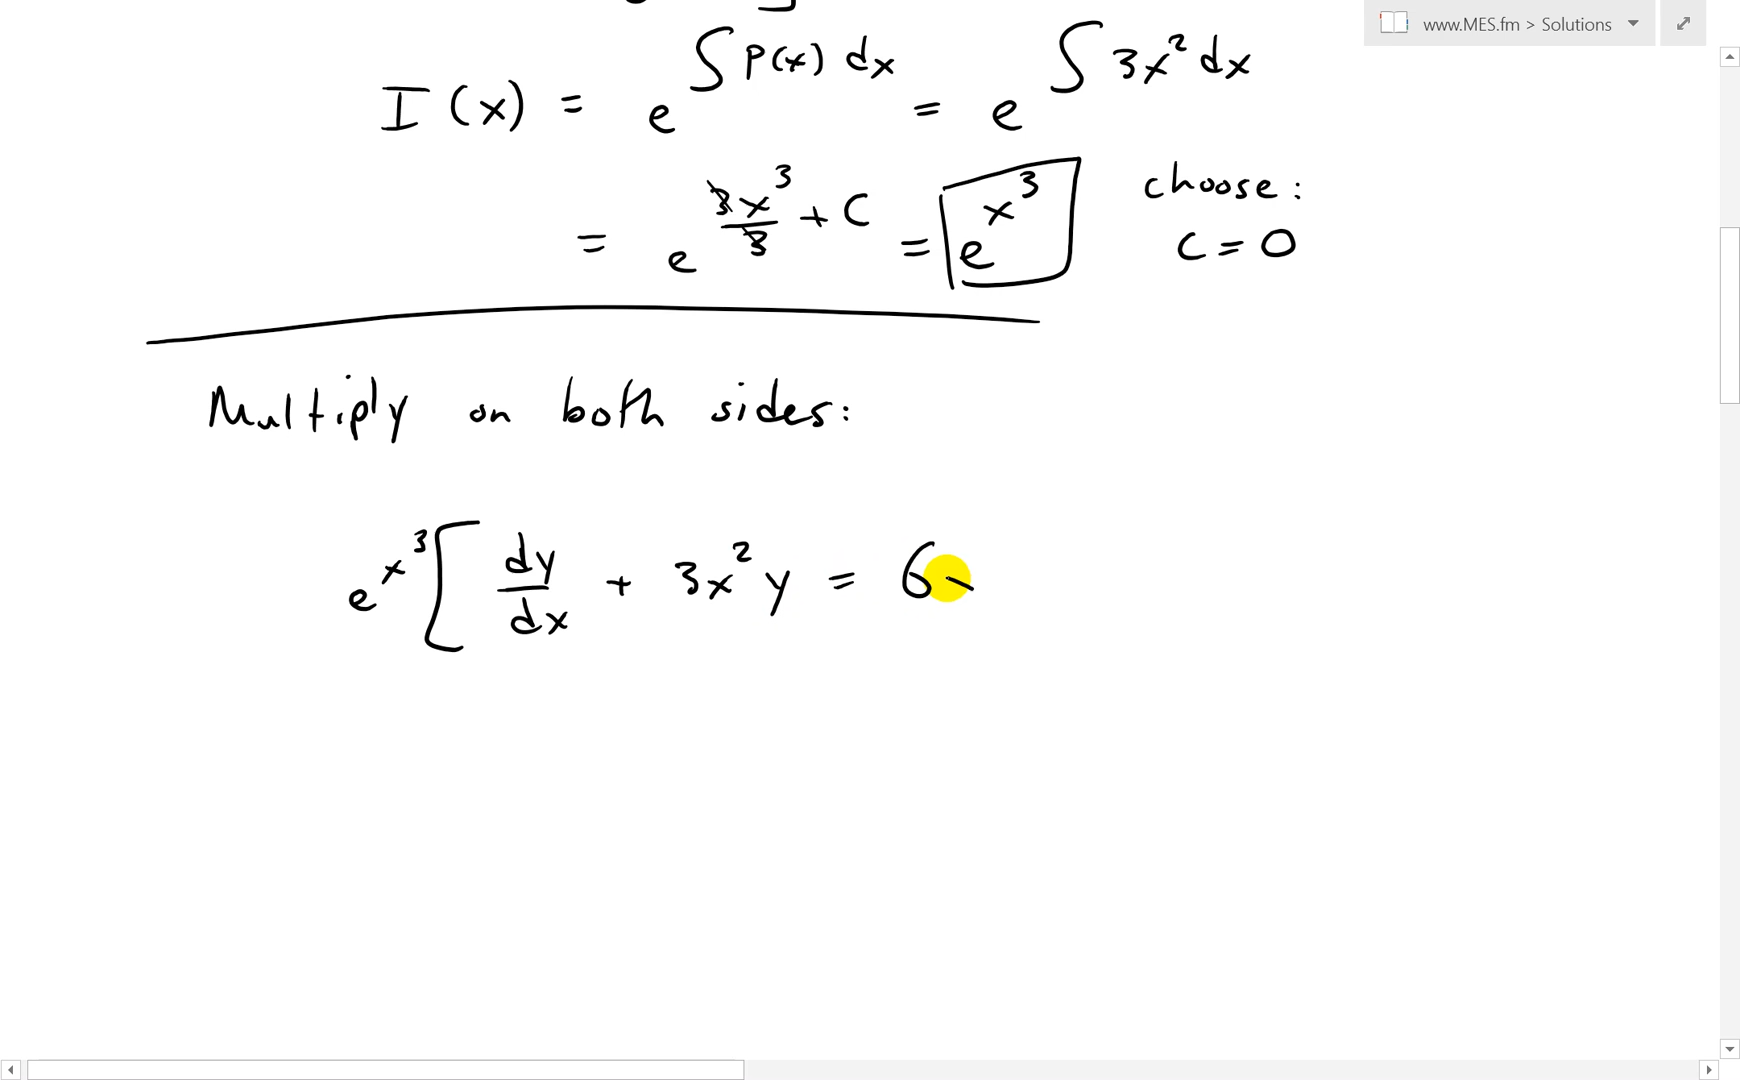 www.MES.fm > Solutions
I(x) = e^{∫ P(x) dx} = e^{∫ 3x² dx}
= e^{3x³/3 + C} = e^{x³} choose:
C = 0
Multiply on both sides:
e^{x³} [ dy/dx + 3x² y = 6